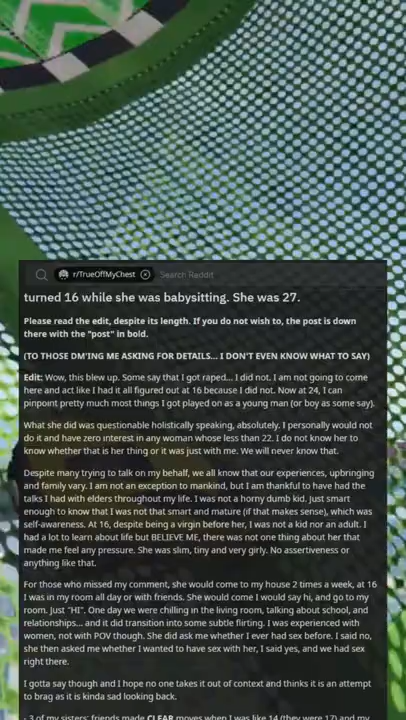 r/TrueOffMyChest Search Reddit
turned 16 while she was babysitting. She was 27.
Please read the edit, despite its length. If you do not wish to, the post is down
there with the "post" in bold.
(TO THOSE DM'ING ME ASKING FOR DETAILS... I DON'T EVEN KNOW WHAT TO SAY)
Edit: Wow, this blew up. Some say that I got raped... I did not. I am not going to come
here and act like I had it all figured out at 16 because I did not. Now at 24, I can
pinpoint pretty much most things I got played on as a young man (or boy as some say).
What she did was questionable holistically speaking, absolutely. I personally would not
do it and have zero interest in any woman whose less than 22. I do not know her to
know whether that is her thing or it was just with me. We will never know that.
Despite many trying to talk on my behalf, we all know that our experiences, upbringing
and family vary. I am not an exception to mankind, but I am thankful to have had the
talks I had with elders throughout my life. I was not a horny dumb kid. Just smart
enough to know that I was not that smart and mature (if that makes sense), which was
self-awareness. At 16, despite being a virgin before her, I was not a kid nor an adult. I
had a lot to learn about life but BELIEVE ME, there was not one thing about her that
made me feel any pressure. She was slim, tiny and very girly. No assertiveness or
anything like that.
For those who missed my comment, she would come to my house 2 times a week, at 16
I was in my room all day or with friends. She would come I would say hi, and go to my
room. Just "HI". One day we were chilling in the living room, talking about school, and
relationships... and it did transition into some subtle flirting. I was experienced with
women, not with POV though. She did ask me whether I ever had sex before. I said no,
she then asked me whether I wanted to have sex with her, I said yes, and we had sex
right there.
I gotta say though and I hope no one takes it out of context and thinks it is an attempt
to brag as it is kinda sad looking back.
- 3 of my sisters' friends made CLEAR moves when I was like 14 (they were 17) and my